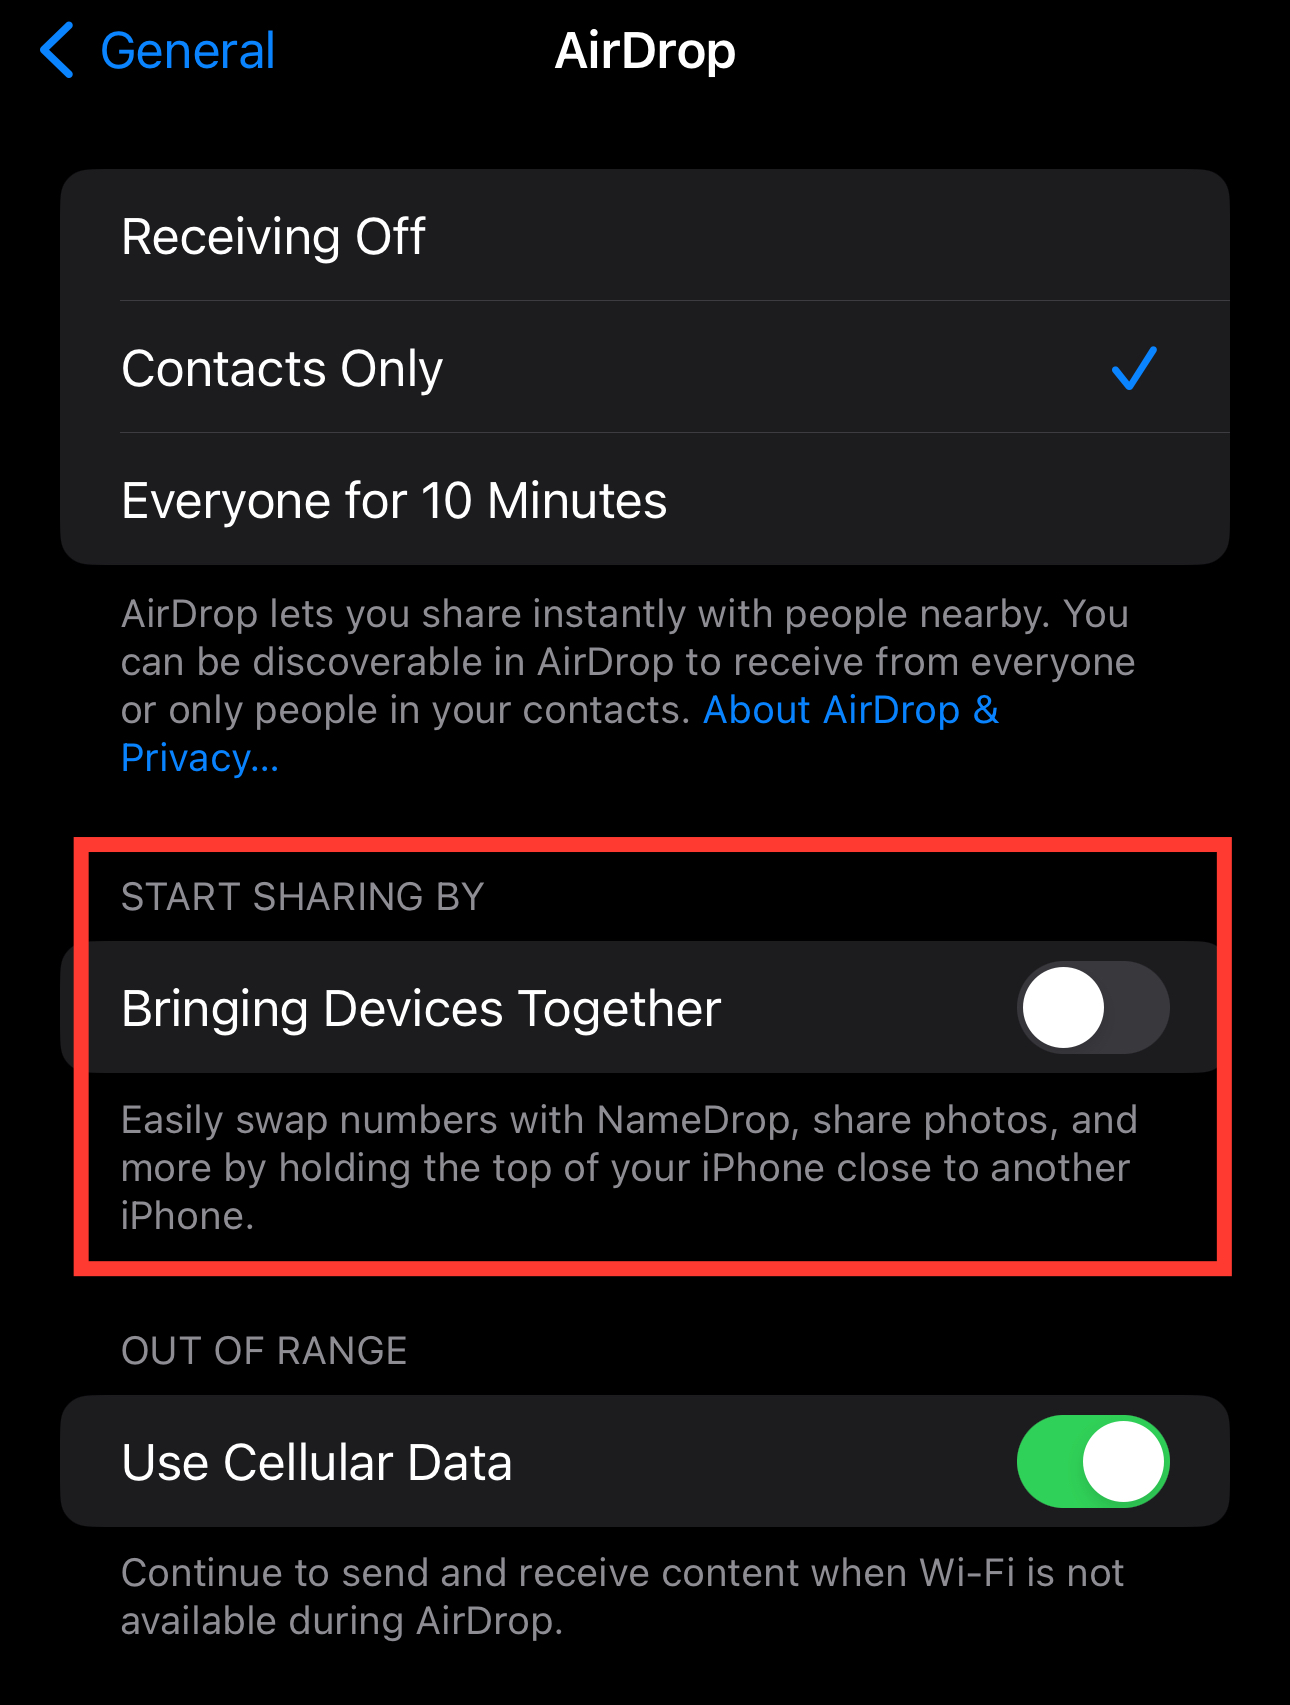 General
AirDrop
Receiving Off
Contacts Only
Everyone for 10 Minutes
AirDrop lets you share instantly with people nearby. You
can be discoverable in AirDrop to receive from everyone
or only people in your contacts. About AirDrop &
Privacy...
START SHARING BY
Bringing Devices Together
Easily swap numbers with NameDrop, share photos, and
more by holding the top of your iPhone close to another
iPhone.
OUT OF RANGE
Use Cellular Data
Continue to send and receive content when Wi-Fi is not
available during AirDrop.